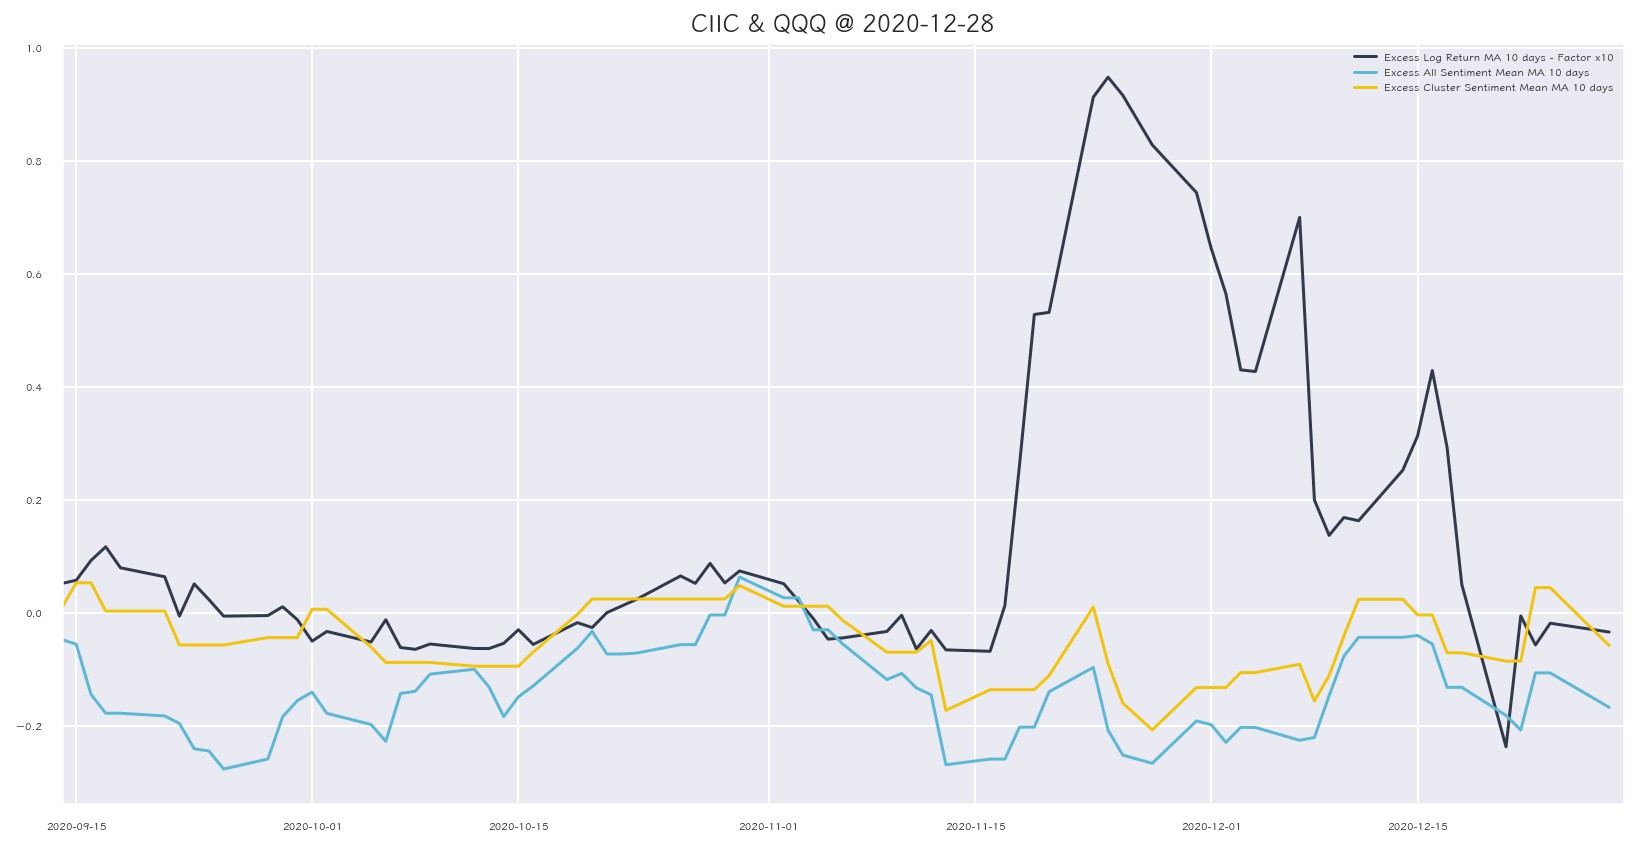 CIIC & QQQ @ 2020-12-28
Excess Log Return MA 10 days - Factor x10
Excess All Sentiment Mean MA 10 days
Excess Cluster Sentiment Mean MA 10 days
1.0
0.8
0.6
0.4
0.2
0.0
−0.2
2020-09-15 2020-10-01 2020-10-15 2020-11-01 2020-11-15 2020-12-01 2020-12-15